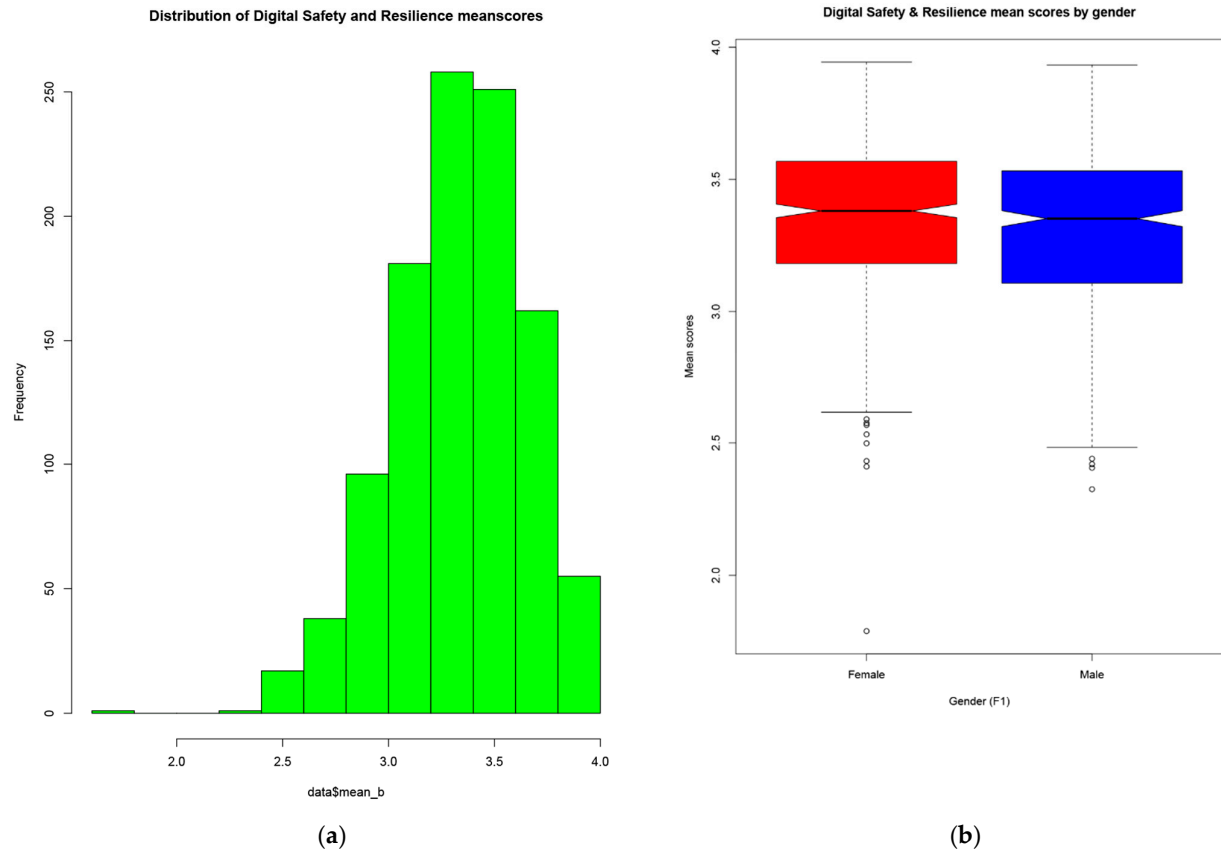 Distribution of Digital Safety and Resilience meanscores
Frequency
250
200
150
100
50
0
2.0 2.5 3.0 3.5 4.0
data$mean_b
(a)
Digital Safety & Resilience mean scores by gender
Mean scores
4.0
3.5
3.0
2.5
2.0
Female Male
Gender (F1)
(b)